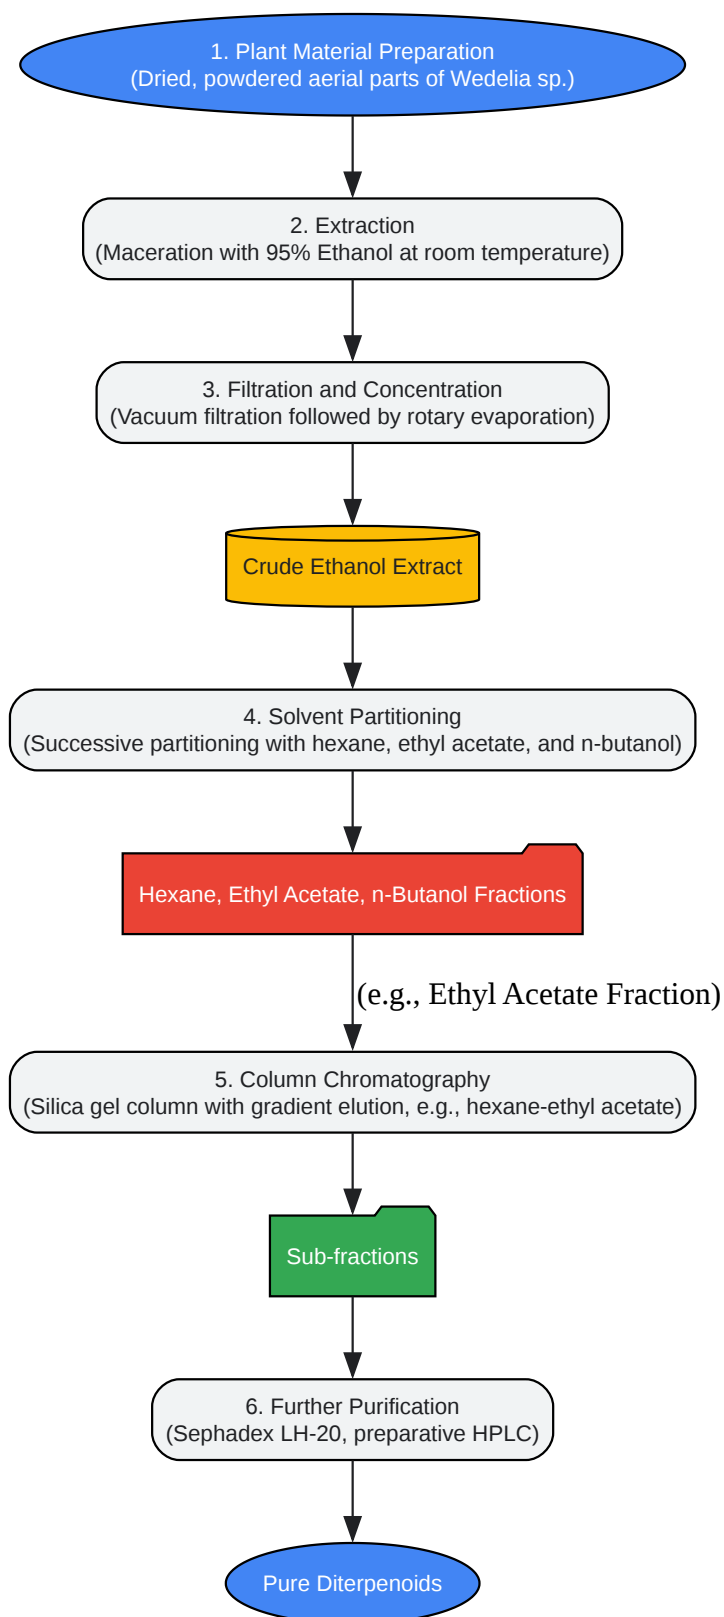 1. Plant Material Preparation
(Dried, powdered aerial parts of Wedelia sp.)
2. Extraction
(Maceration with 95% Ethanol at room temperature)
3. Filtration and Concentration
(Vacuum filtration followed by rotary evaporation)
Crude Ethanol Extract
4. Solvent Partitioning
(Successive partitioning with hexane, ethyl acetate, and n-butanol)
Hexane, Ethyl Acetate, n-Butanol Fractions
(e.g., Ethyl Acetate Fraction)
5. Column Chromatography
(Silica gel column with gradient elution, e.g., hexane-ethyl acetate)
Sub-fractions
6. Further Purification
(Sephadex LH-20, preparative HPLC)
Pure Diterpenoids